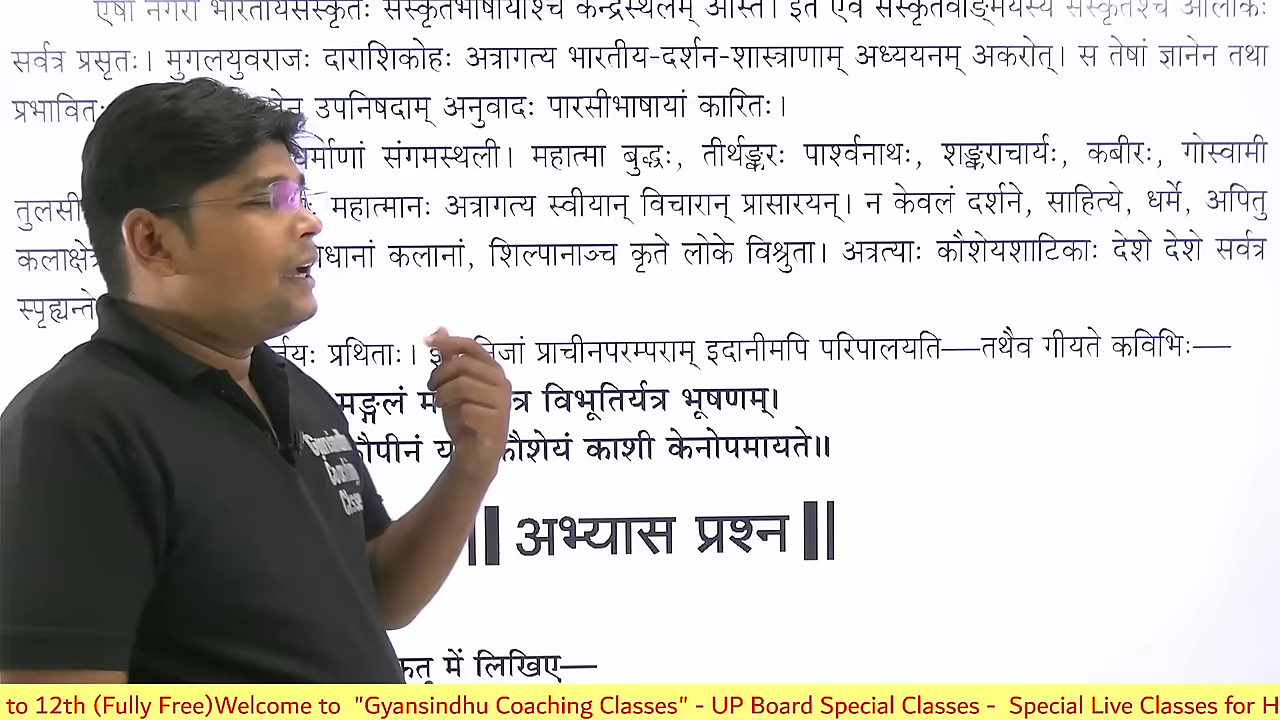 एषा नगरी भारतीयसंस्कृतेः संस्कृतभाषायाश्च केन्द्रस्थलम् अस्ति। इत एव संस्कृतवाङ्मयस्य संस्कृतेश्च आलोकः
सर्वत्र प्रसृतः। मुगलयुवराजः दाराशिकोहः अत्रागत्य भारतीय-दर्शन-शास्त्राणाम् अध्ययनम् अकरोत्। स तेषां ज्ञानेन तथा
प्रभावितः उपनिषदाम् अनुवादः पारसीभाषायां कारितः।
संगमस्थली। महात्मा बुद्धः, तीर्थङ्करः पार्श्वनाथः, शङ्कराचार्यः, कबीरः, गोस्वामी
महात्मानः अत्रागत्य स्वीयान् विचारान् प्रासारयन्। न केवलं दर्शने, साहित्ये, धर्मे, अपितु
कलानां, शिल्पानाञ्च कृते लोके विश्रुता। अत्रत्याः कौशेयशाटिकाः देशे देशे सर्वत्र
स्पृह्यन्ते
प्रथिताः। प्राचीनपरम्पराम् इदानीमपि परिपालयति—तथैव गीयते कविभिः—
मङ्गलं विभूतिर्यत्र भूषणम्।
काशी केनोपमायते॥
अभ्यास प्रश्न
में लिखिए—
Gyansindhu
Coaching
Classe
to 12th (Fully Free)Welcome to "Gyansindhu Coaching Classes" - UP Board Special Classes - Special Live Classes for H